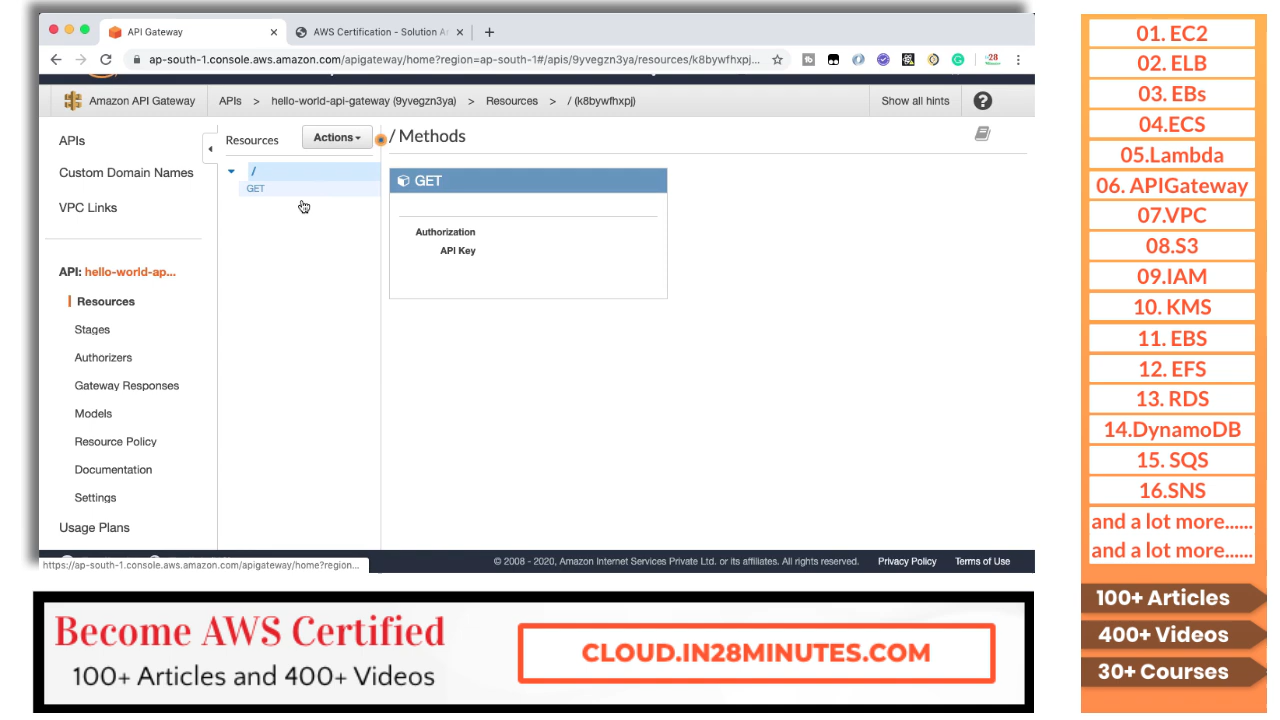 API Gateway
AWS Certification - Solution Ar
ap-south-1.console.aws.amazon.com/apigateway/home?region=ap-south-1#/apis/9yvegzn3ya/resources/k8bywfhxpj...
Amazon API Gateway
APIs > hello-world-api-gateway (9yvegzn3ya) > Resources > / (k8bywfhxpj)
Show all hints
APIs
Custom Domain Names
VPC Links
API: hello-world-ap...
Resources
Stages
Authorizers
Gateway Responses
Models
Resource Policy
Documentation
Settings
Usage Plans
Resources
Actions
/
GET
/ Methods
GET
Authorization
API Key
https://ap-south-1.console.aws.amazon.com/apigateway/home?region...
© 2008 - 2020, Amazon Internet Services Private Ltd. or its affiliates. All rights reserved. Privacy Policy Terms of Use
01. EC2
02. ELB
03. EBs
04.ECS
05.Lambda
06. APIGateway
07.VPC
08.S3
09.IAM
10. KMS
11. EBS
12. EFS
13. RDS
14.DynamoDB
15. SQS
16.SNS
and a lot more......
and a lot more......
100+ Articles
400+ Videos
30+ Courses
Become AWS Certified
100+ Articles and 400+ Videos
CLOUD.IN28MINUTES.COM